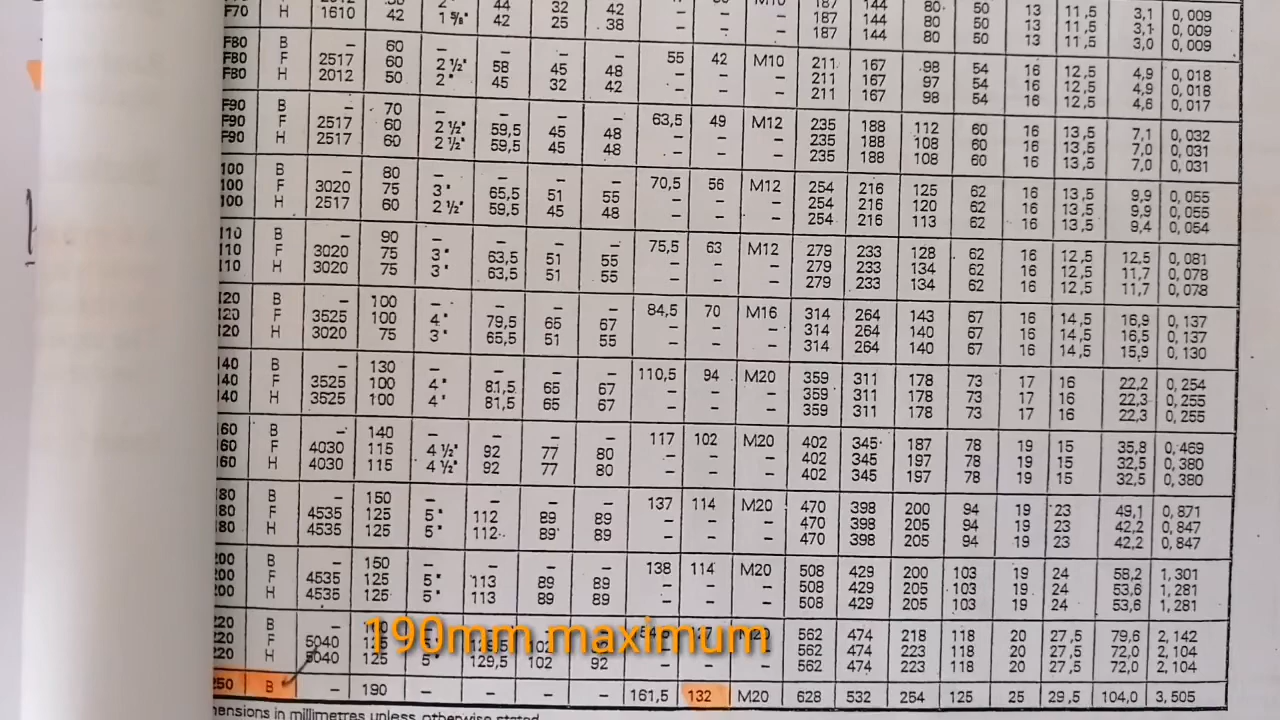 F70 H 1610 42 1 5/8" 42 25 38 187 144 80 50 13 11,5 3,0 0,009
F80 B – 60 – – – – 55 42 M10 211 167 98 54 16 12,5 4,9 0,018
F80 F 2517 60 2 1/2" 58 45 48 – – – 211 167 97 54 16 12,5 4,9 0,018
F80 H 2012 50 2" 45 32 42 – – – 211 167 98 54 16 12,5 4,6 0,017
F90 B – 70 – – – – 63,5 49 M12 235 188 112 60 16 13,5 7,1 0,032
F90 F 2517 60 2 1/2" 59,5 45 48 – – – 235 188 108 60 16 13,5 7,0 0,031
F90 H 2517 60 2 1/2" 59,5 45 48 – – – 235 188 108 60 16 13,5 7,0 0,031
100 B – 80 – – – – 70,5 56 M12 254 216 125 62 16 13,5 9,9 0,055
100 F 3020 75 3" 65,5 51 55 – – – 254 216 120 62 16 13,5 9,9 0,055
100 H 2517 60 2 1/2" 59,5 45 48 – – – 254 216 113 62 16 13,5 9,4 0,054
110 B – 90 – – – – 75,5 63 M12 279 233 128 62 16 12,5 12,5 0,081
110 F 3020 75 3" 63,5 51 55 – – – 279 233 134 62 16 12,5 11,7 0,078
110 H 3020 75 3" 63,5 51 55 – – – 279 233 134 62 16 12,5 11,7 0,078
120 B – 100 – – – – 84,5 70 M16 314 264 143 67 16 14,5 16,9 0,137
120 F 3525 100 4" 79,5 65 67 – – – 314 264 140 67 16 14,5 16,5 0,137
120 H 3020 75 3" 65,5 51 55 – – – 314 264 140 67 16 14,5 15,9 0,130
140 B – 130 – – – – 110,5 94 M20 359 311 178 73 17 16 22,2 0,254
140 F 3525 100 4" 81,5 65 67 – – – 359 311 178 73 17 16 22,3 0,255
140 H 3525 100 4" 81,5 65 67 – – – 359 311 178 73 17 16 22,3 0,255
160 B – 140 – – – – 117 102 M20 402 345 187 78 19 15 35,8 0,469
160 F 4030 115 4 1/2" 92 77 80 – – – 402 345 197 78 19 15 32,5 0,380
160 H 4030 115 4 1/2" 92 77 80 – – – 402 345 197 78 19 15 32,5 0,380
180 B – 150 – – – – 137 114 M20 470 398 200 94 19 23 49,1 0,871
180 F 4535 125 5" 112 89 89 – – – 470 398 205 94 19 23 42,2 0,847
180 H 4535 125 5" 112 89 89 – – – 470 398 205 94 19 23 42,2 0,847
200 B – 150 – – – – 138 114 M20 508 429 200 103 19 24 58,2 1,301
200 F 4535 125 5" 113 89 89 – – – 508 429 205 103 19 24 53,6 1,281
200 H 4535 125 5" 113 89 89 – – – 508 429 205 103 19 24 53,6 1,281
220 B – M20 562 474 218 118 20 27,5 79,6 2,142
220 F 5040 562 474 223 118 20 27,5 72,0 2,104
220 H 5040 125 5" 129,5 102 92 – – – 562 474 223 118 20 27,5 72,0 2,104
190mm maximum
250 B – 190 – – – – 161,5 132 M20 628 532 254 125 25 29,5 104,0 3,505
in millimetres unless otherwise stated